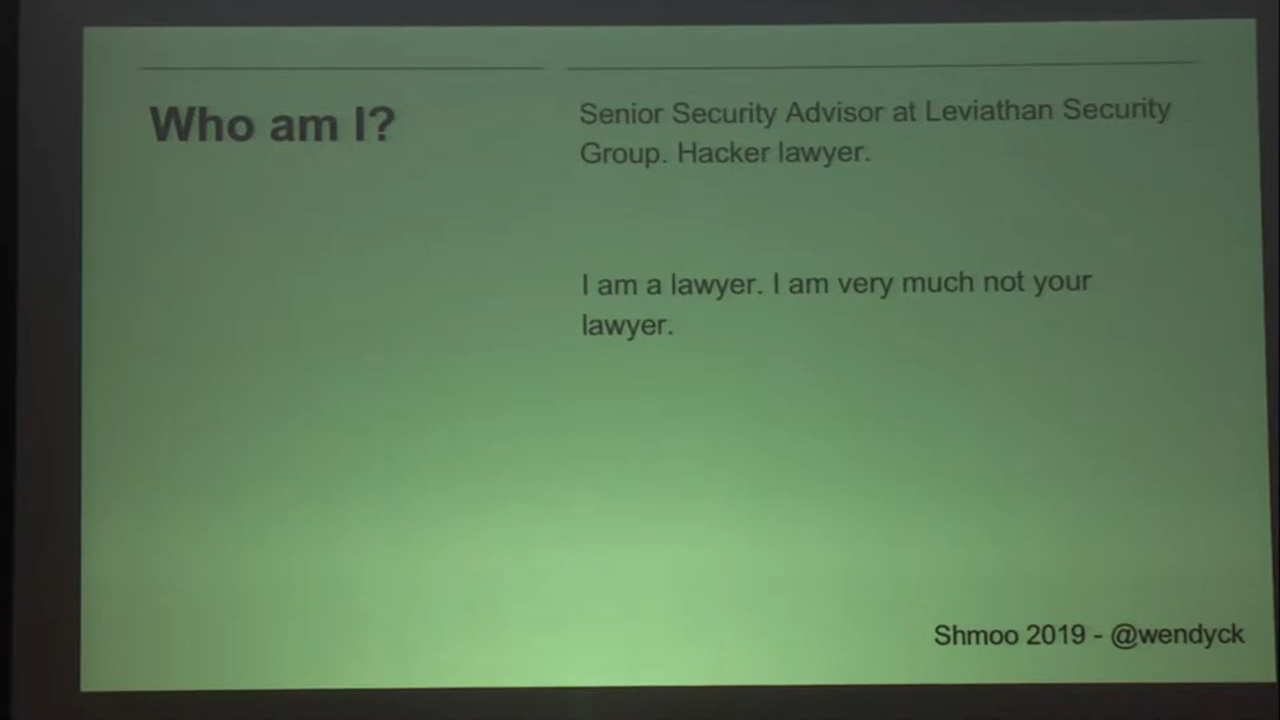 Who am I?
Senior Security Advisor at Leviathan Security
Group. Hacker lawyer.
I am a lawyer. I am very much not your
lawyer.
Shmoo 2019 - @wendyck